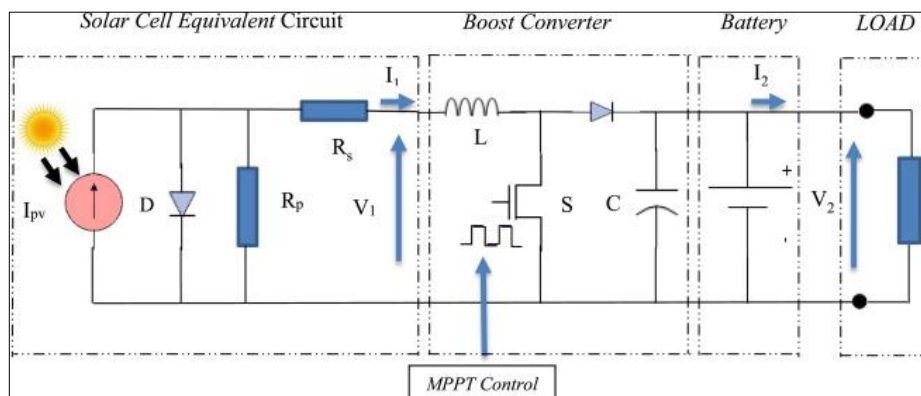 Solar Cell Equivalent Circuit
Boost Converter
Battery
LOAD
I₁
I₂
Rₛ
L
Iₚᵥ
D
Rₚ
V₁
S
C
+
-
V₂
MPPT Control